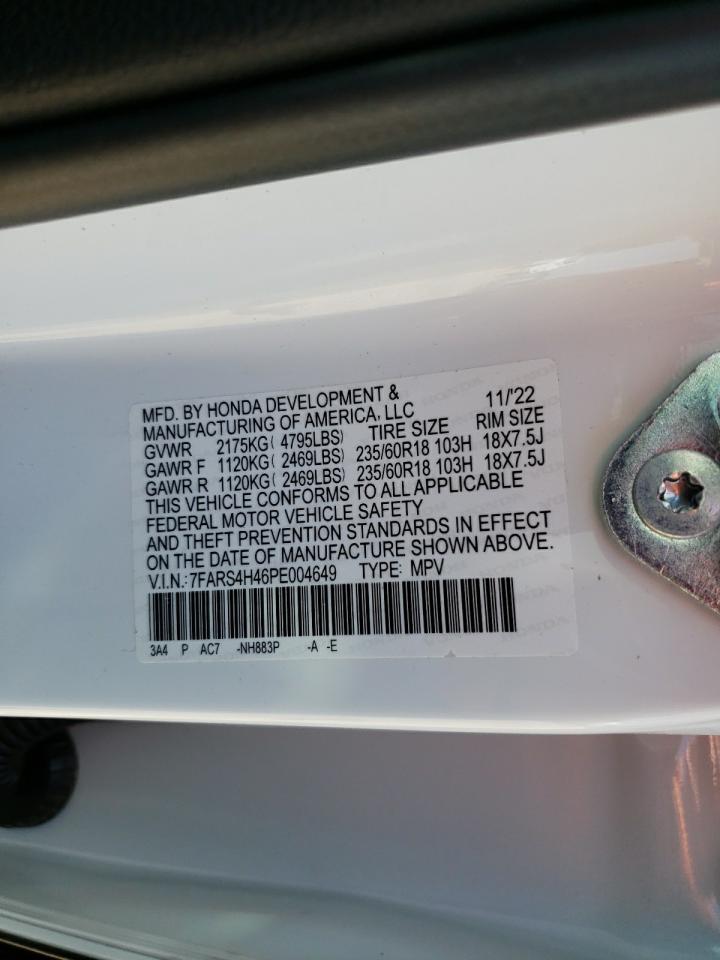 MFD. BY HONDA DEVELOPMENT & 11/'22
MANUFACTURING OF AMERICA, LLC
GVWR 2175KG( 4795LBS) TIRE SIZE RIM SIZE
GAWR F 1120KG( 2469LBS) 235/60R18 103H 18X7.5J
GAWR R 1120KG( 2469LBS) 235/60R18 103H 18X7.5J
THIS VEHICLE CONFORMS TO ALL APPLICABLE
FEDERAL MOTOR VEHICLE SAFETY
AND THEFT PREVENTION STANDARDS IN EFFECT
ON THE DATE OF MANUFACTURE SHOWN ABOVE.
V.I.N.:7FARS4H46PE004649 TYPE: MPV
3A4 P AC7 -NH883P -A -E